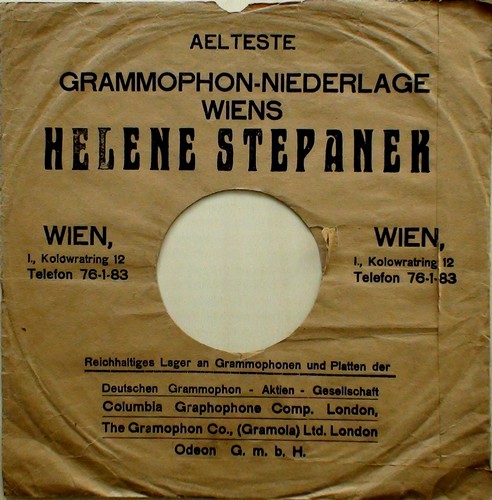 AELTESTE
GRAMMOPHON-NIEDERLAGE
WIENS
HELENE STEPANEK
WIEN,
I., Kolowratring 12
Telefon 76-1-83
WIEN,
I., Kolowratring 12
Telefon 76-1-83
Reichhaltiges Lager an Grammophonen und Platten der
Deutschen Grammophon - Aktien - Gesellschaft
Columbia Graphophone Comp. London,
The Gramophon Co., (Gramola) Ltd. London
Odeon G. m. b. H.